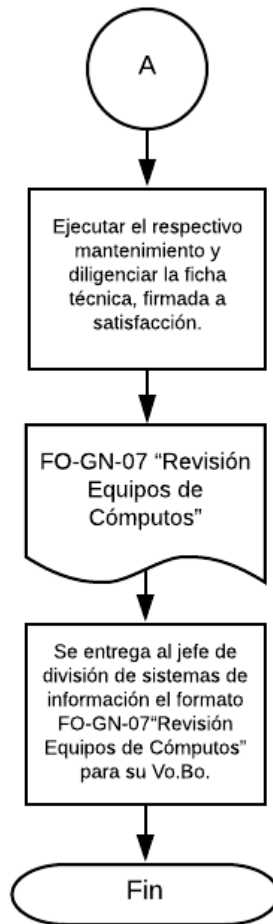 A
Ejecutar el respectivo
mantenimiento y
diligenciar la ficha
técnica, firmada a
satisfacción.
FO-GN-07 “Revisión
Equipos de
Cómputos”
Se entrega al jefe de
división de sistemas de
información el formato
FO-GN-07“Revisión
Equipos de Cómputos”
para su Vo.Bo.
Fin